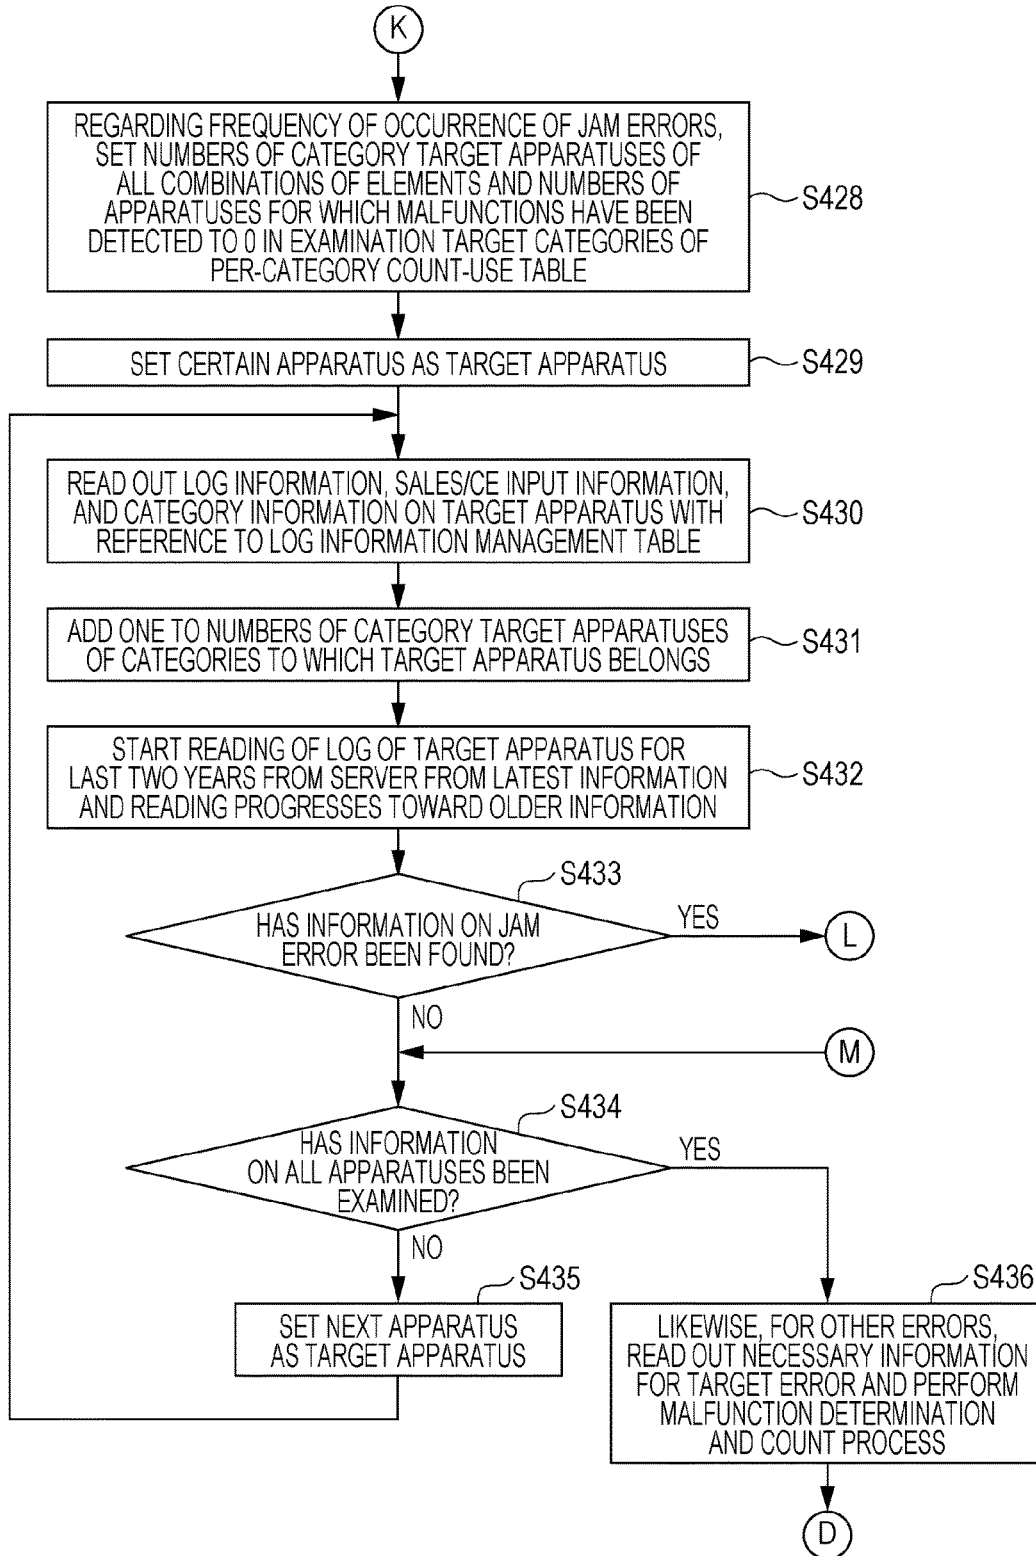 K
REGARDING FREQUENCY OF OCCURRENCE OF JAM ERRORS,
SET NUMBERS OF CATEGORY TARGET APPARATUSES OF
ALL COMBINATIONS OF ELEMENTS AND NUMBERS OF
APPARATUSES FOR WHICH MALFUNCTIONS HAVE BEEN
DETECTED TO 0 IN EXAMINATION TARGET CATEGORIES OF
PER-CATEGORY COUNT-USE TABLE
S428
SET CERTAIN APPARATUS AS TARGET APPARATUS
S429
READ OUT LOG INFORMATION, SALES/CE INPUT INFORMATION,
AND CATEGORY INFORMATION ON TARGET APPARATUS WITH
REFERENCE TO LOG INFORMATION MANAGEMENT TABLE
S430
ADD ONE TO NUMBERS OF CATEGORY TARGET APPARATUSES
OF CATEGORIES TO WHICH TARGET APPARATUS BELONGS
S431
START READING OF LOG OF TARGET APPARATUS FOR
LAST TWO YEARS FROM SERVER FROM LATEST INFORMATION
AND READING PROGRESSES TOWARD OLDER INFORMATION
S432
S433
HAS INFORMATION ON JAM
ERROR BEEN FOUND?
YES
L
NO
M
S434
HAS INFORMATION
ON ALL APPARATUSES BEEN
EXAMINED?
YES
NO
S435
SET NEXT APPARATUS
AS TARGET APPARATUS
S436
LIKEWISE, FOR OTHER ERRORS,
READ OUT NECESSARY INFORMATION
FOR TARGET ERROR AND PERFORM
MALFUNCTION DETERMINATION
AND COUNT PROCESS
D